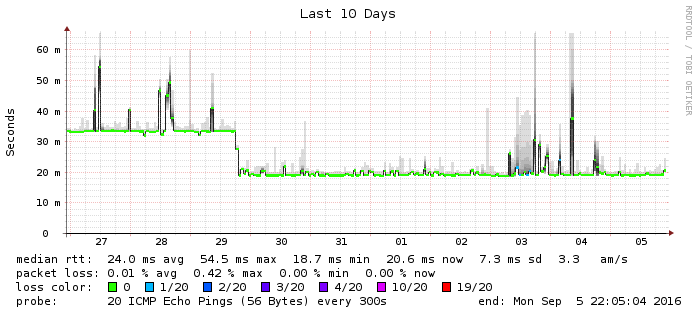 Last 10 Days
RRDTOOL / TOBI OETIKER
Seconds
60 m
50 m
40 m
30 m
20 m
10 m
0
27 28 29 30 31 01 02 03 04 05
median rtt: 24.0 ms avg 54.5 ms max 18.7 ms min 20.6 ms now 7.3 ms sd 3.3 am/s
packet loss: 0.01 % avg 0.42 % max 0.00 % min 0.00 % now
loss color: 0 1/20 2/20 3/20 4/20 10/20 19/20
probe: 20 ICMP Echo Pings (56 Bytes) every 300s end: Mon Sep 5 22:05:04 2016